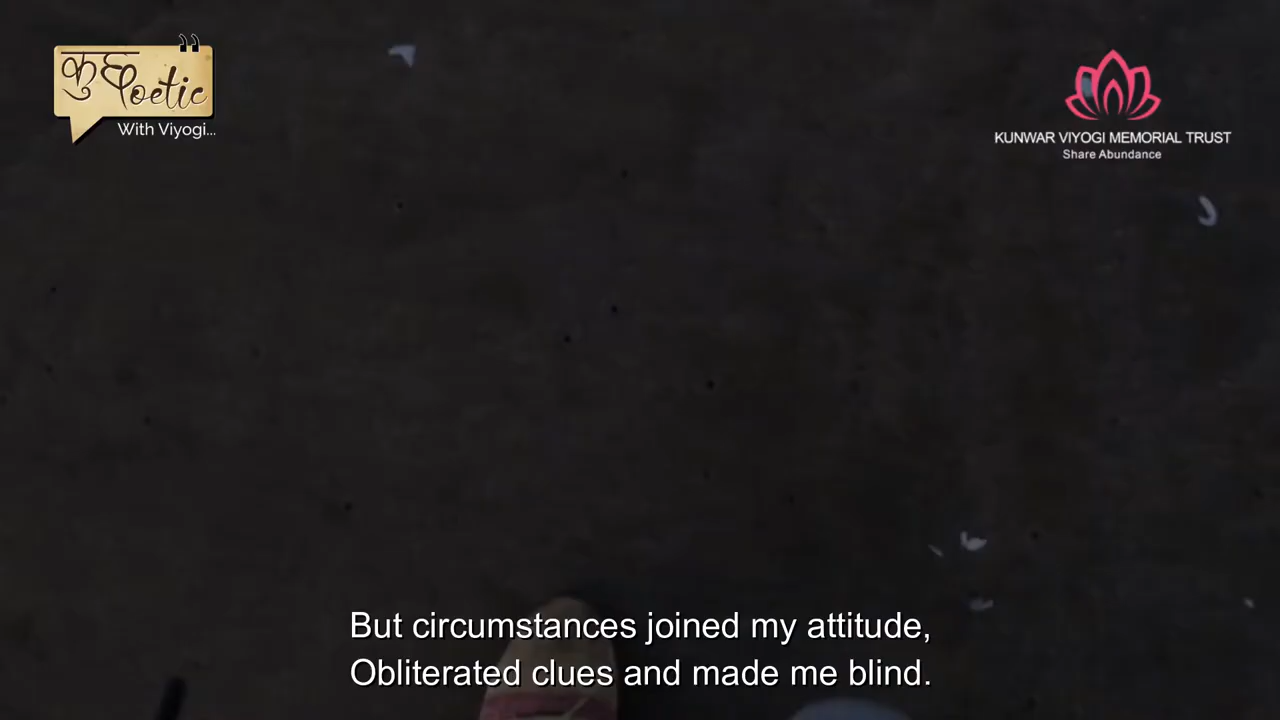 कुछ Poetic
With Viyogi...
KUNWAR VIYOGI MEMORIAL TRUST
Share Abundance
But circumstances joined my attitude,
Obliterated clues and made me blind.